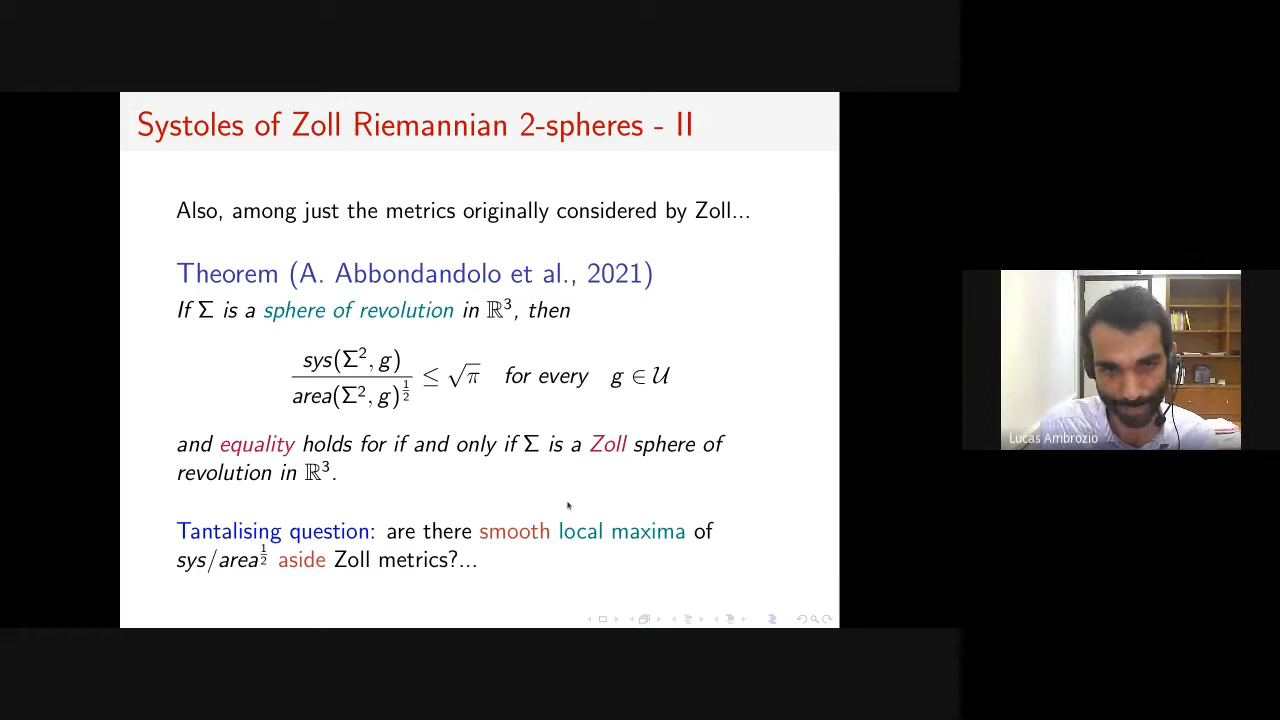 Systoles of Zoll Riemannian 2-spheres - II
Also, among just the metrics originally considered by Zoll...
Theorem (A. Abbondandolo et al., 2021)
If Σ is a sphere of revolution in ℝ³, then
sys(Σ², g) / area(Σ², g)^{1/2} ≤ √π for every g ∈ 𝒰
and equality holds for if and only if Σ is a Zoll sphere of
revolution in ℝ³.
Tantalising question: are there smooth local maxima of
sys/area^{1/2} aside Zoll metrics?...
Lucas Ambrozio